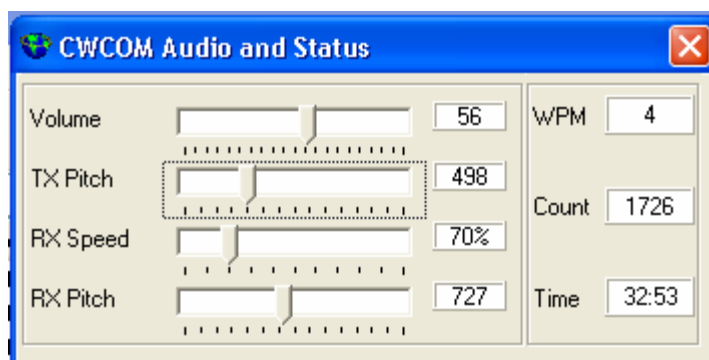 CWCOM Audio and Status
Volume 56 WPM 4
TX Pitch 498
Count 1726
RX Speed 70%
RX Pitch 727 Time 32:53